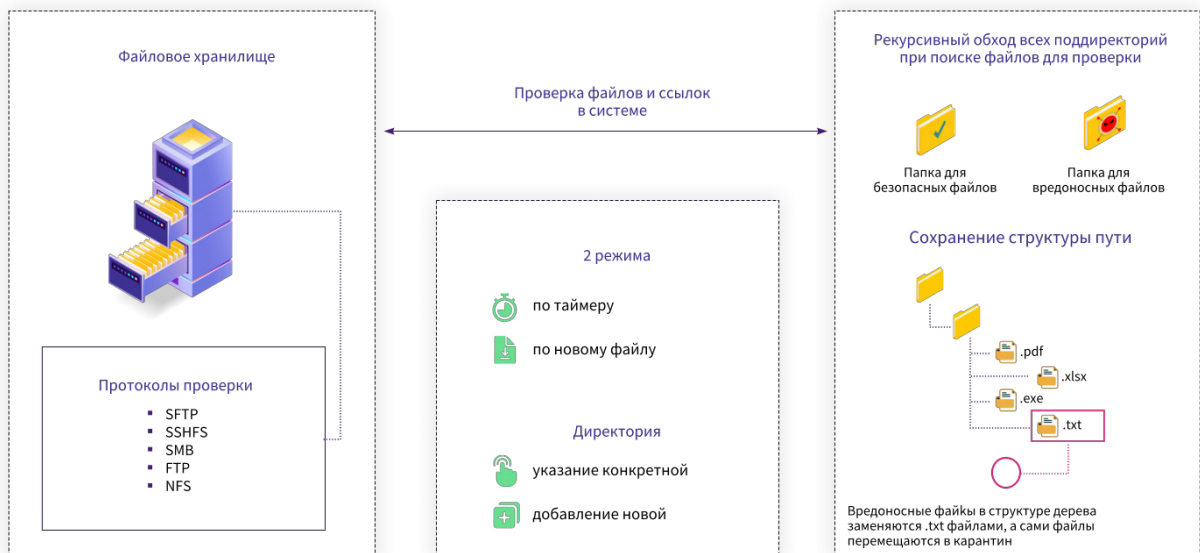 Файловое хранилище
Протоколы проверки
SFTP
SSHFS
SMB
FTP
NFS
Проверка файлов и ссылок
в системе
2 режима
по таймеру
по новому файлу
Директория
указание конкретной
добавление новой
Рекурсивный обход всех поддиректорий
при поиске файлов для проверки
Папка для
безопасных файлов
Папка для
вредоносных файлов
Сохранение структуры пути
.pdf
.xlsx
.exe
.txt
Вредоносные файkы в структуре дерева
заменяются .txt файлами, а сами файлы
перемещаются в карантин